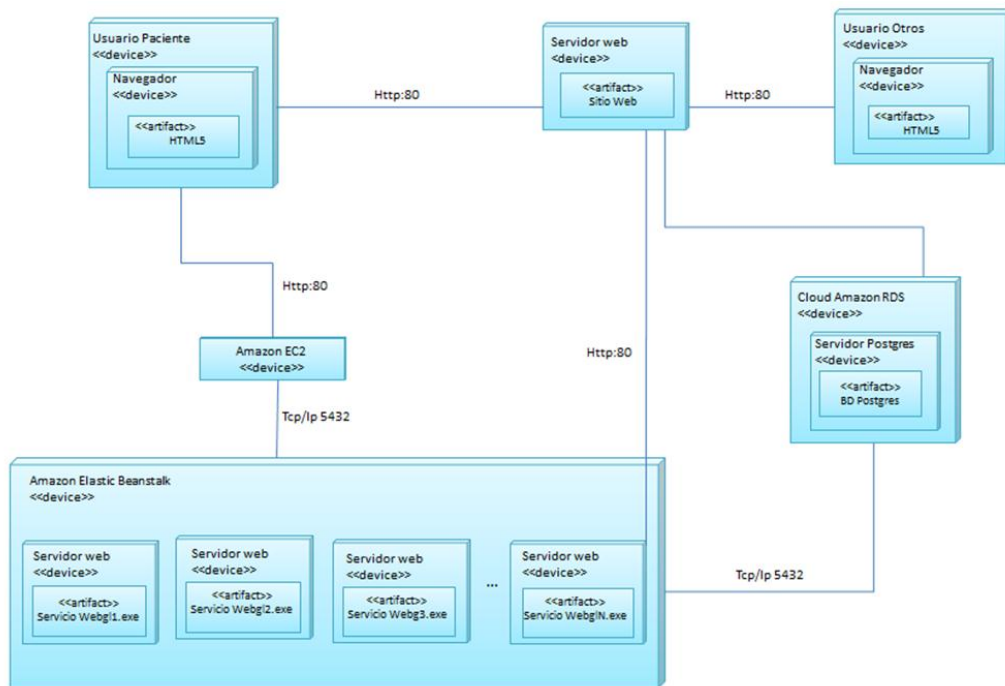 Usuario Paciente
<<device>>
Navegador
<<device>>
<<artifact>>
HTML5
Http:80
Servidor web
<device>>
<<artifact>>
Sitio Web
Http:80
Usuario Otros
<<device>>
Navegador
<<device>>
<<artifact>>
HTML5
Http:80
Amazon EC2
<<device>>
Http:80
Cloud Amazon RDS
<<device>>
Servidor Postgres
<<device>>
<<artifact>>
BD Postgres
Tcp/Ip 5432
Amazon Elastic Beanstalk
<<device>>
Servidor web
<<device>>
<<artifact>>
Servicio Webgl1.exe
Servidor web
<<device>>
<<artifact>>
Servicio Webgl2.exe
Servidor web
<<device>>
<<artifact>>
Servicio Webg3.exe
...
Servidor web
<<device>>
<<artifact>>
Servicio WebglN.exe
Tcp/Ip 5432